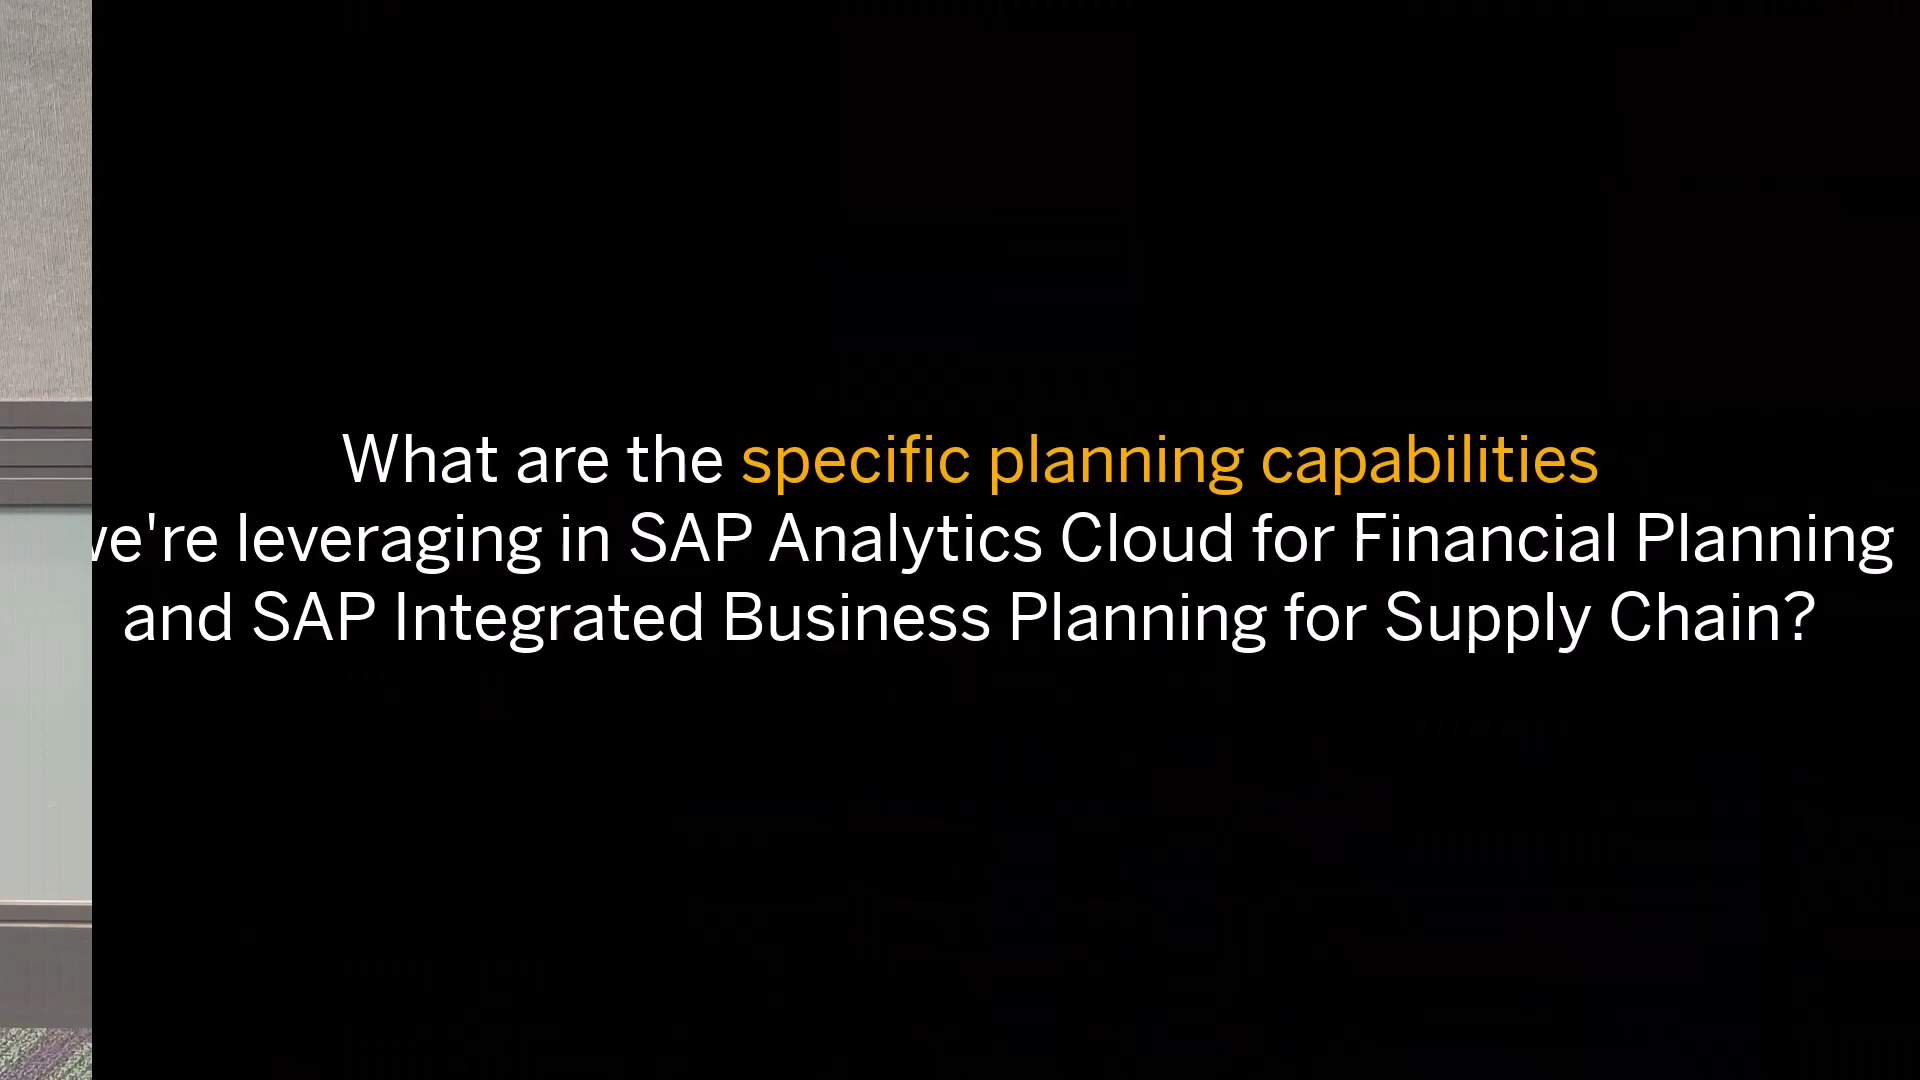 What are the specific planning capabilities
we're leveraging in SAP Analytics Cloud for Financial Planning
and SAP Integrated Business Planning for Supply Chain?